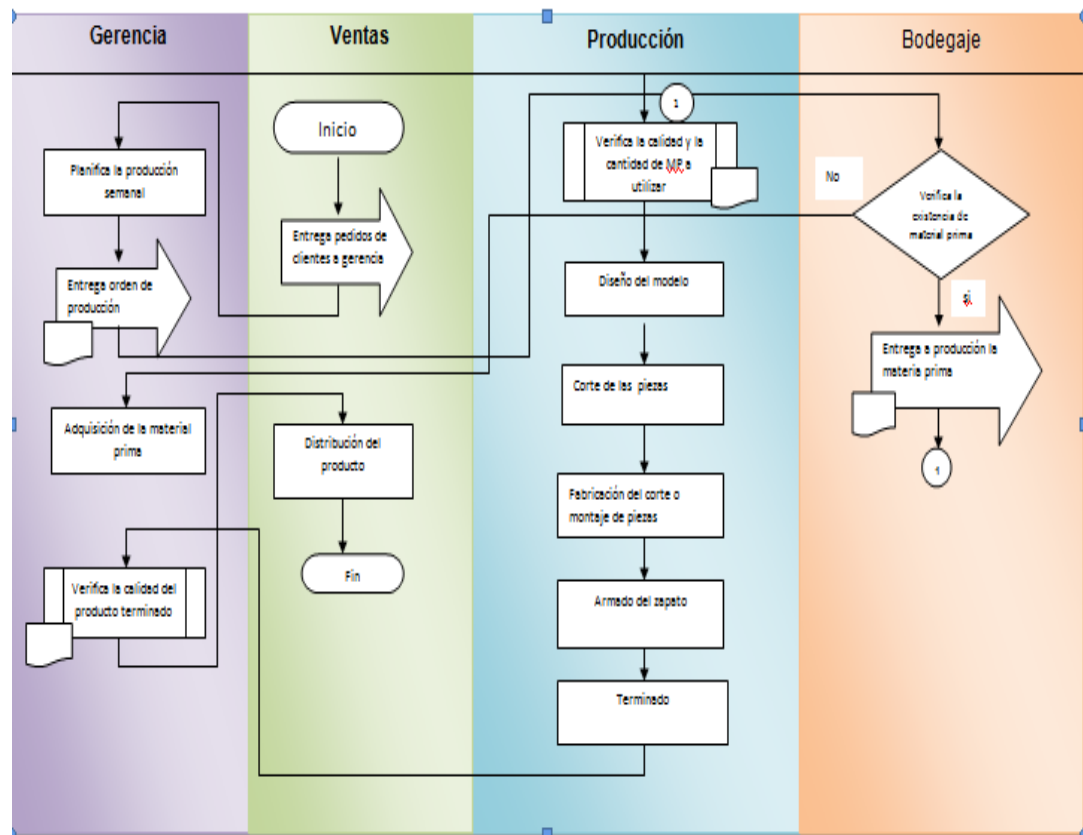 Gerencia
Ventas
Producción
Bodegaje
Planifica la producción
semanal
Entrega orden de
producción
Adquisición de la material
prima
Verifica la calidad del
producto terminado
Inicio
Entrega pedidos de
clientes a gerencia
Distribución del
producto
Fin
1
Verifica la calidad y la
cantidad de MP a
utilizar
Diseño del modelo
Corte de las piezas
Fabricación del corte o
montaje de piezas
Armado del zapato
Terminado
No
Verifica la
existencia de
material prima
si
Entrega a producción la
materia prima
1